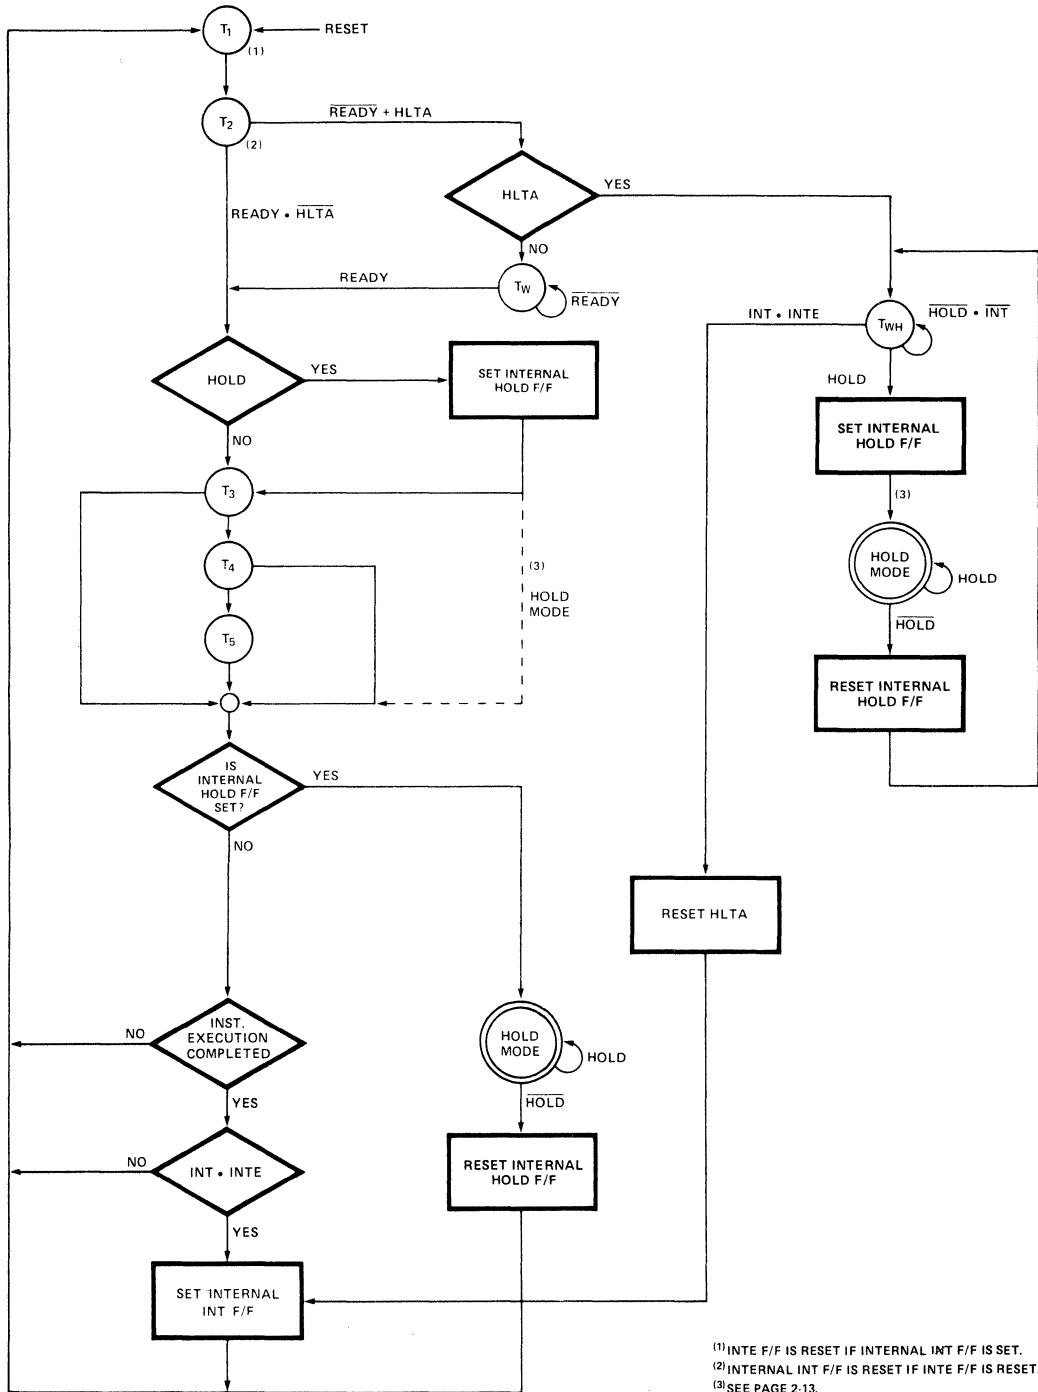 T1
RESET
(1)
T2
READY + HLTA
(2)
HLTA
YES
READY • HLTA
NO
READY
TW
READY
INT • INTE
TWH
HOLD • INT
HOLD
YES
SET INTERNAL
HOLD F/F
HOLD
NO
SET INTERNAL
HOLD F/F
T3
(3)
T4
(3)
HOLD
MODE
HOLD
MODE
HOLD
T5
HOLD
RESET INTERNAL
HOLD F/F
IS
INTERNAL
HOLD F/F
SET?
YES
NO
RESET HLTA
NO
INST.
EXECUTION
COMPLETED
HOLD
MODE
HOLD
YES
HOLD
NO
INT • INTE
RESET INTERNAL
HOLD F/F
YES
SET INTERNAL
INT F/F
(1) INTE F/F IS RESET IF INTERNAL INT F/F IS SET.
(2) INTERNAL INT F/F IS RESET IF INTE F/F IS RESET.
(3) SEE PAGE 2-13.